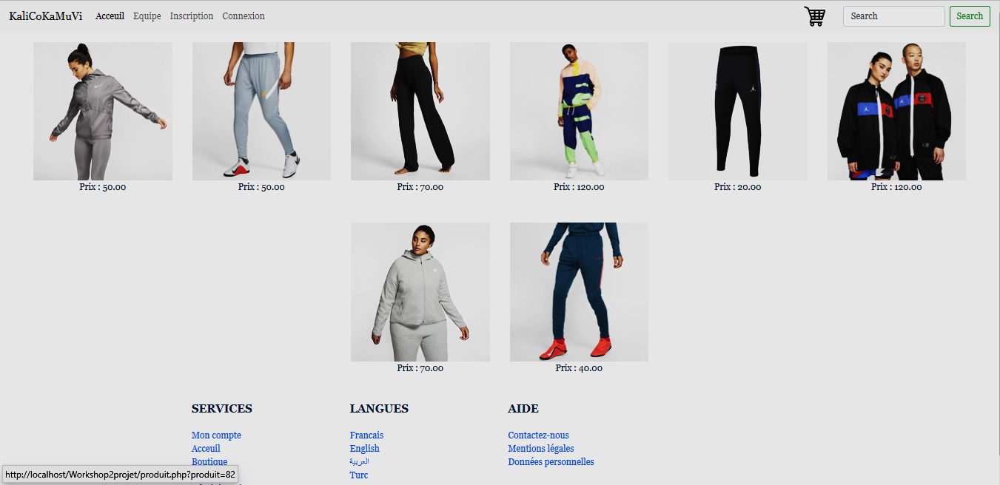 KaliCoKaMuVi Acceuil Equipe Inscription Connexion Search Search
Prix : 50.00 Prix : 50.00 Prix : 70.00 Prix : 120.00 Prix : 20.00 Prix : 120.00
Prix : 70.00 Prix : 40.00
SERVICES LANGUES AIDE
Mon compte Francais Contactez-nous
Acceuil English Mentions légales
Boutique العربية Données personnelles
http://localhost/Workshop2projet/produit.php?produit=82 Turc